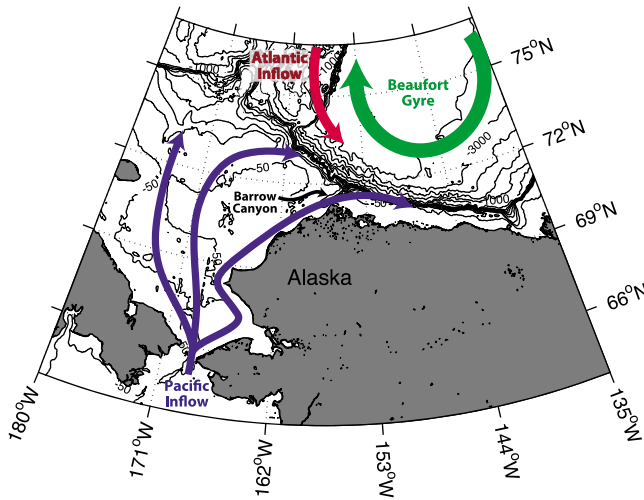 Atlantic
Inflow
1000
Beaufort
Gyre
75°N
-3000
72°N
-50
-50
Barrow
Canyon
-50
69°N
-50
Alaska
66°N
Pacific
Inflow
180°W
171°W
162°W
153°W
144°W
135°W